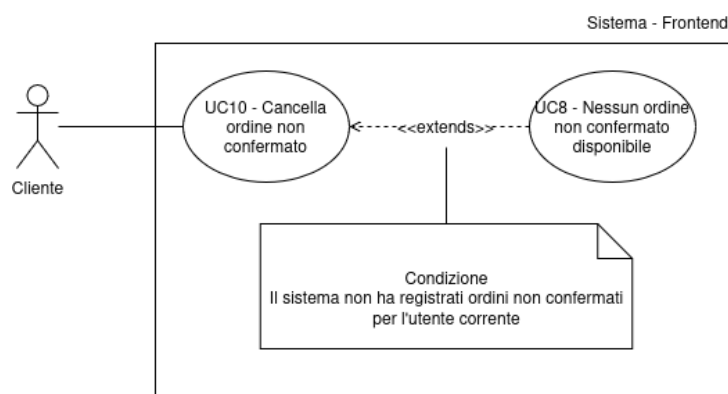 Sistema - Frontend
UC10 - Cancella
ordine non
confermato
<<extends>>
UC8 - Nessun ordine
non confermato
disponibile
Cliente
Condizione
Il sistema non ha registrati ordini non confermati
per l'utente corrente